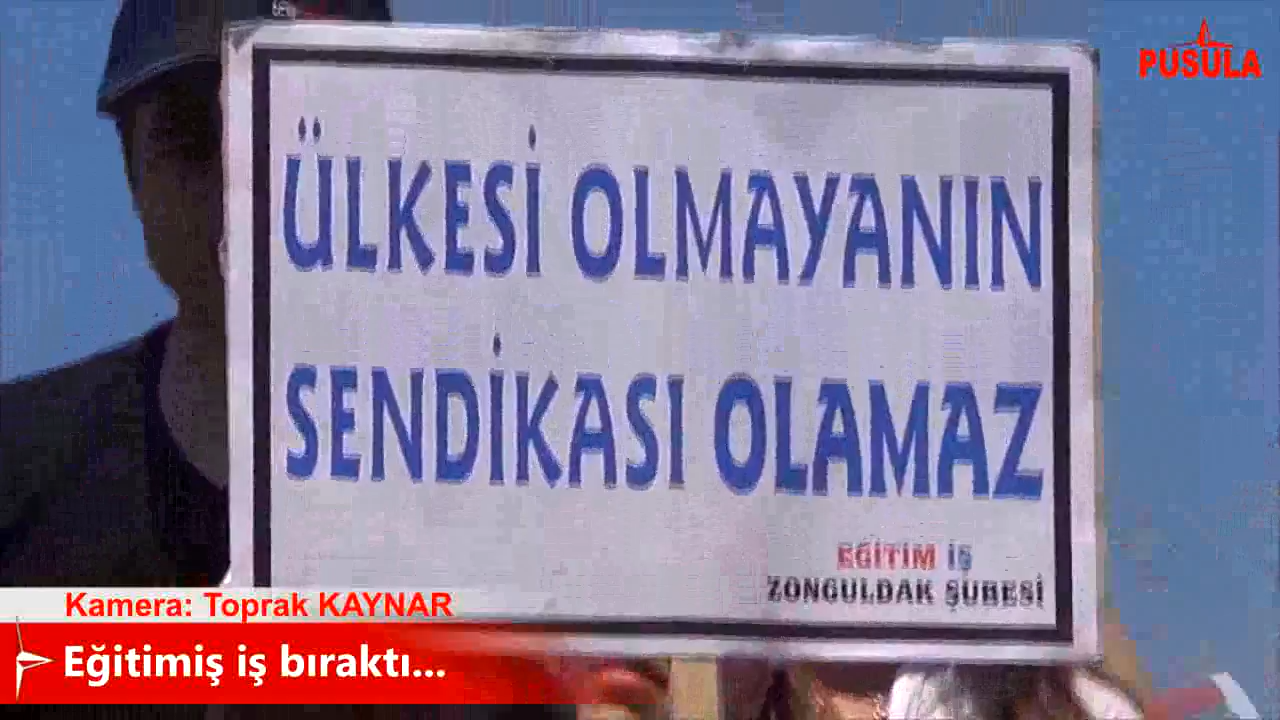 PUSULA
ÜLKESİ OLMAYANIN
SENDİKASI OLAMAZ
EĞİTİM İŞ
ZONGULDAK ŞUBESİ
Kamera: Toprak KAYNAR
Eğitimiş iş bıraktı...